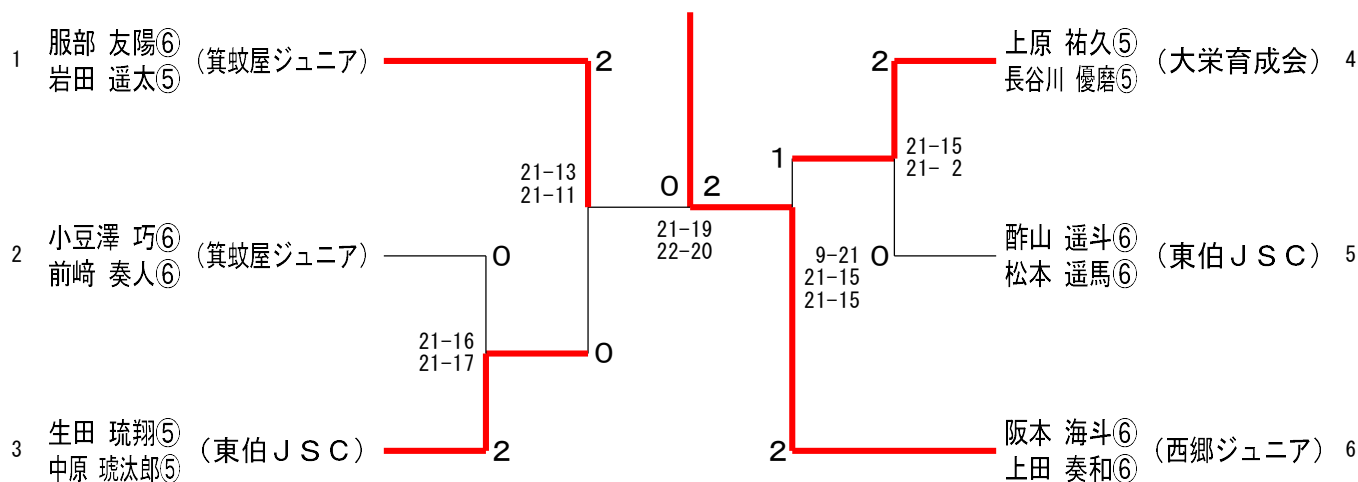 1 服部 友陽⑥ (箕蚊屋ジュニア)
岩田 遥太⑤
2
21-13
21-11
2 小豆澤 巧⑥ (箕蚊屋ジュニア)
前﨑 奏人⑥
0
21-16
21-17
0
3 生田 琉翔⑤ (東伯ＪＳＣ)
中原 琥汰郎⑤
2
0 2
21-19
22-20
上原 祐久⑤ (大栄育成会) 4
長谷川 優磨⑤
2
1
21-15
21- 2
酢山 遥斗⑥ (東伯ＪＳＣ) 5
松本 遥馬⑥
0
9-21
21-15
21-15
阪本 海斗⑥ (西郷ジュニア) 6
上田 奏和⑥
2